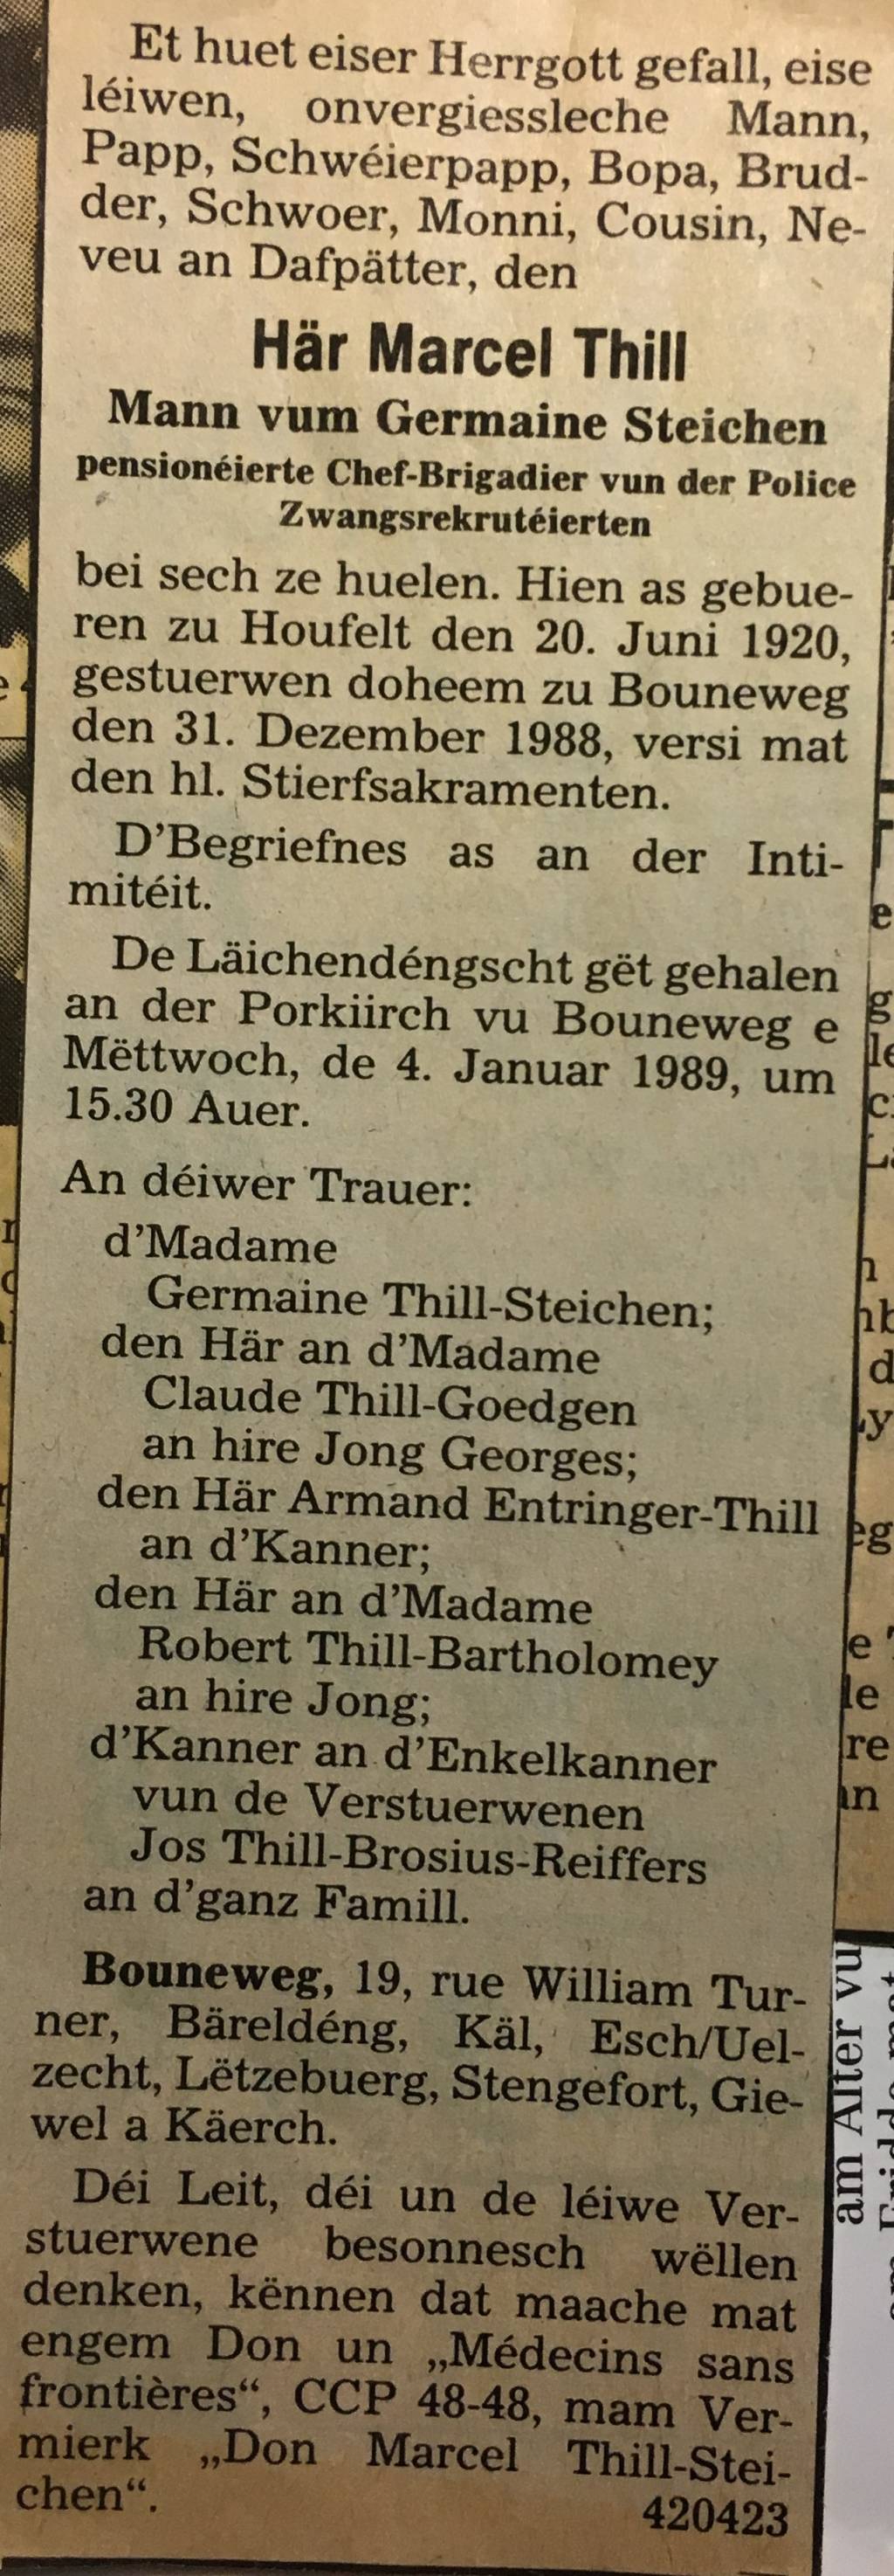 Et huet eiser Herrgott gefall, eise
léiwen, onvergiessleche Mann,
Papp, Schwéierpapp, Bopa, Brud-
der, Schwoer, Monni, Cousin, Ne-
veu an Dafpätter, den
Här Marcel Thill
Mann vum Germaine Steichen
pensionéierte Chef-Brigadier vun der Police
Zwangsrekrutéierten
bei sech ze huelen. Hien as gebue-
ren zu Houfelt den 20. Juni 1920,
gestuerwen doheem zu Bouneweg
den 31. Dezember 1988, versi mat
den hl. Stierfsakramenten.
D'Begriefnes as an der Inti-
mitéit.
De Läichendéngscht gët gehalen
an der Porkiirch vu Bouneweg e
Mëttwoch, de 4. Januar 1989, um
15.30 Auer.
An déiwer Trauer:
d'Madame
Germaine Thill-Steichen;
den Här an d'Madame
Claude Thill-Goedgen
an hire Jong Georges;
den Här Armand Entringer-Thill
an d'Kanner;
den Här an d'Madame
Robert Thill-Bartholomey
an hire Jong;
d'Kanner an d'Enkelkanner
vun de Verstuerwenen
Jos Thill-Brosius-Reiffers
an d'ganz Famill.
Bouneweg, 19, rue William Tur-
ner, Bäreldéng, Käl, Esch/Uel-
zecht, Lëtzebuerg, Stengefort, Gie-
wel a Käerch.
Déi Leit, déi un de léiwe Ver-
stuerwene besonnesch wëllen
denken, kënnen dat maache mat
engem Don un „Médecins sans
frontières“, CCP 48-48, mam Ver-
mierk „Don Marcel Thill-Stei-
chen“.
420423
am Alter vu